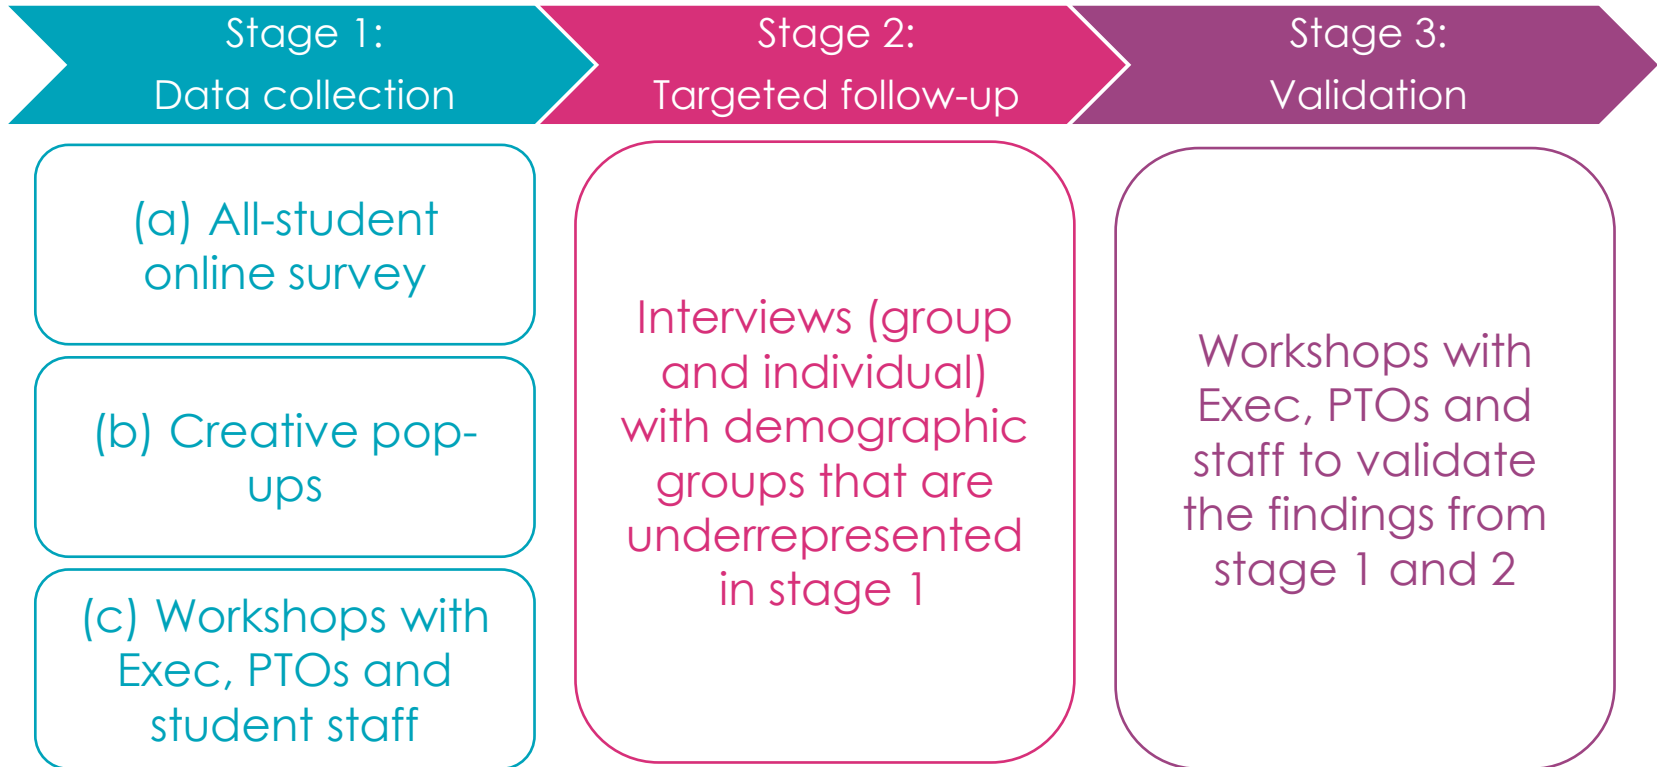 Stage 1:
Data collection
Stage 2:
Targeted follow-up
Stage 3:
Validation
(a) All-student
online survey
(b) Creative pop-
ups
(c) Workshops with
Exec, PTOs and
student staff
Interviews (group
and individual)
with demographic
groups that are
underrepresented
in stage 1
Workshops with
Exec, PTOs and
staff to validate
the findings from
stage 1 and 2